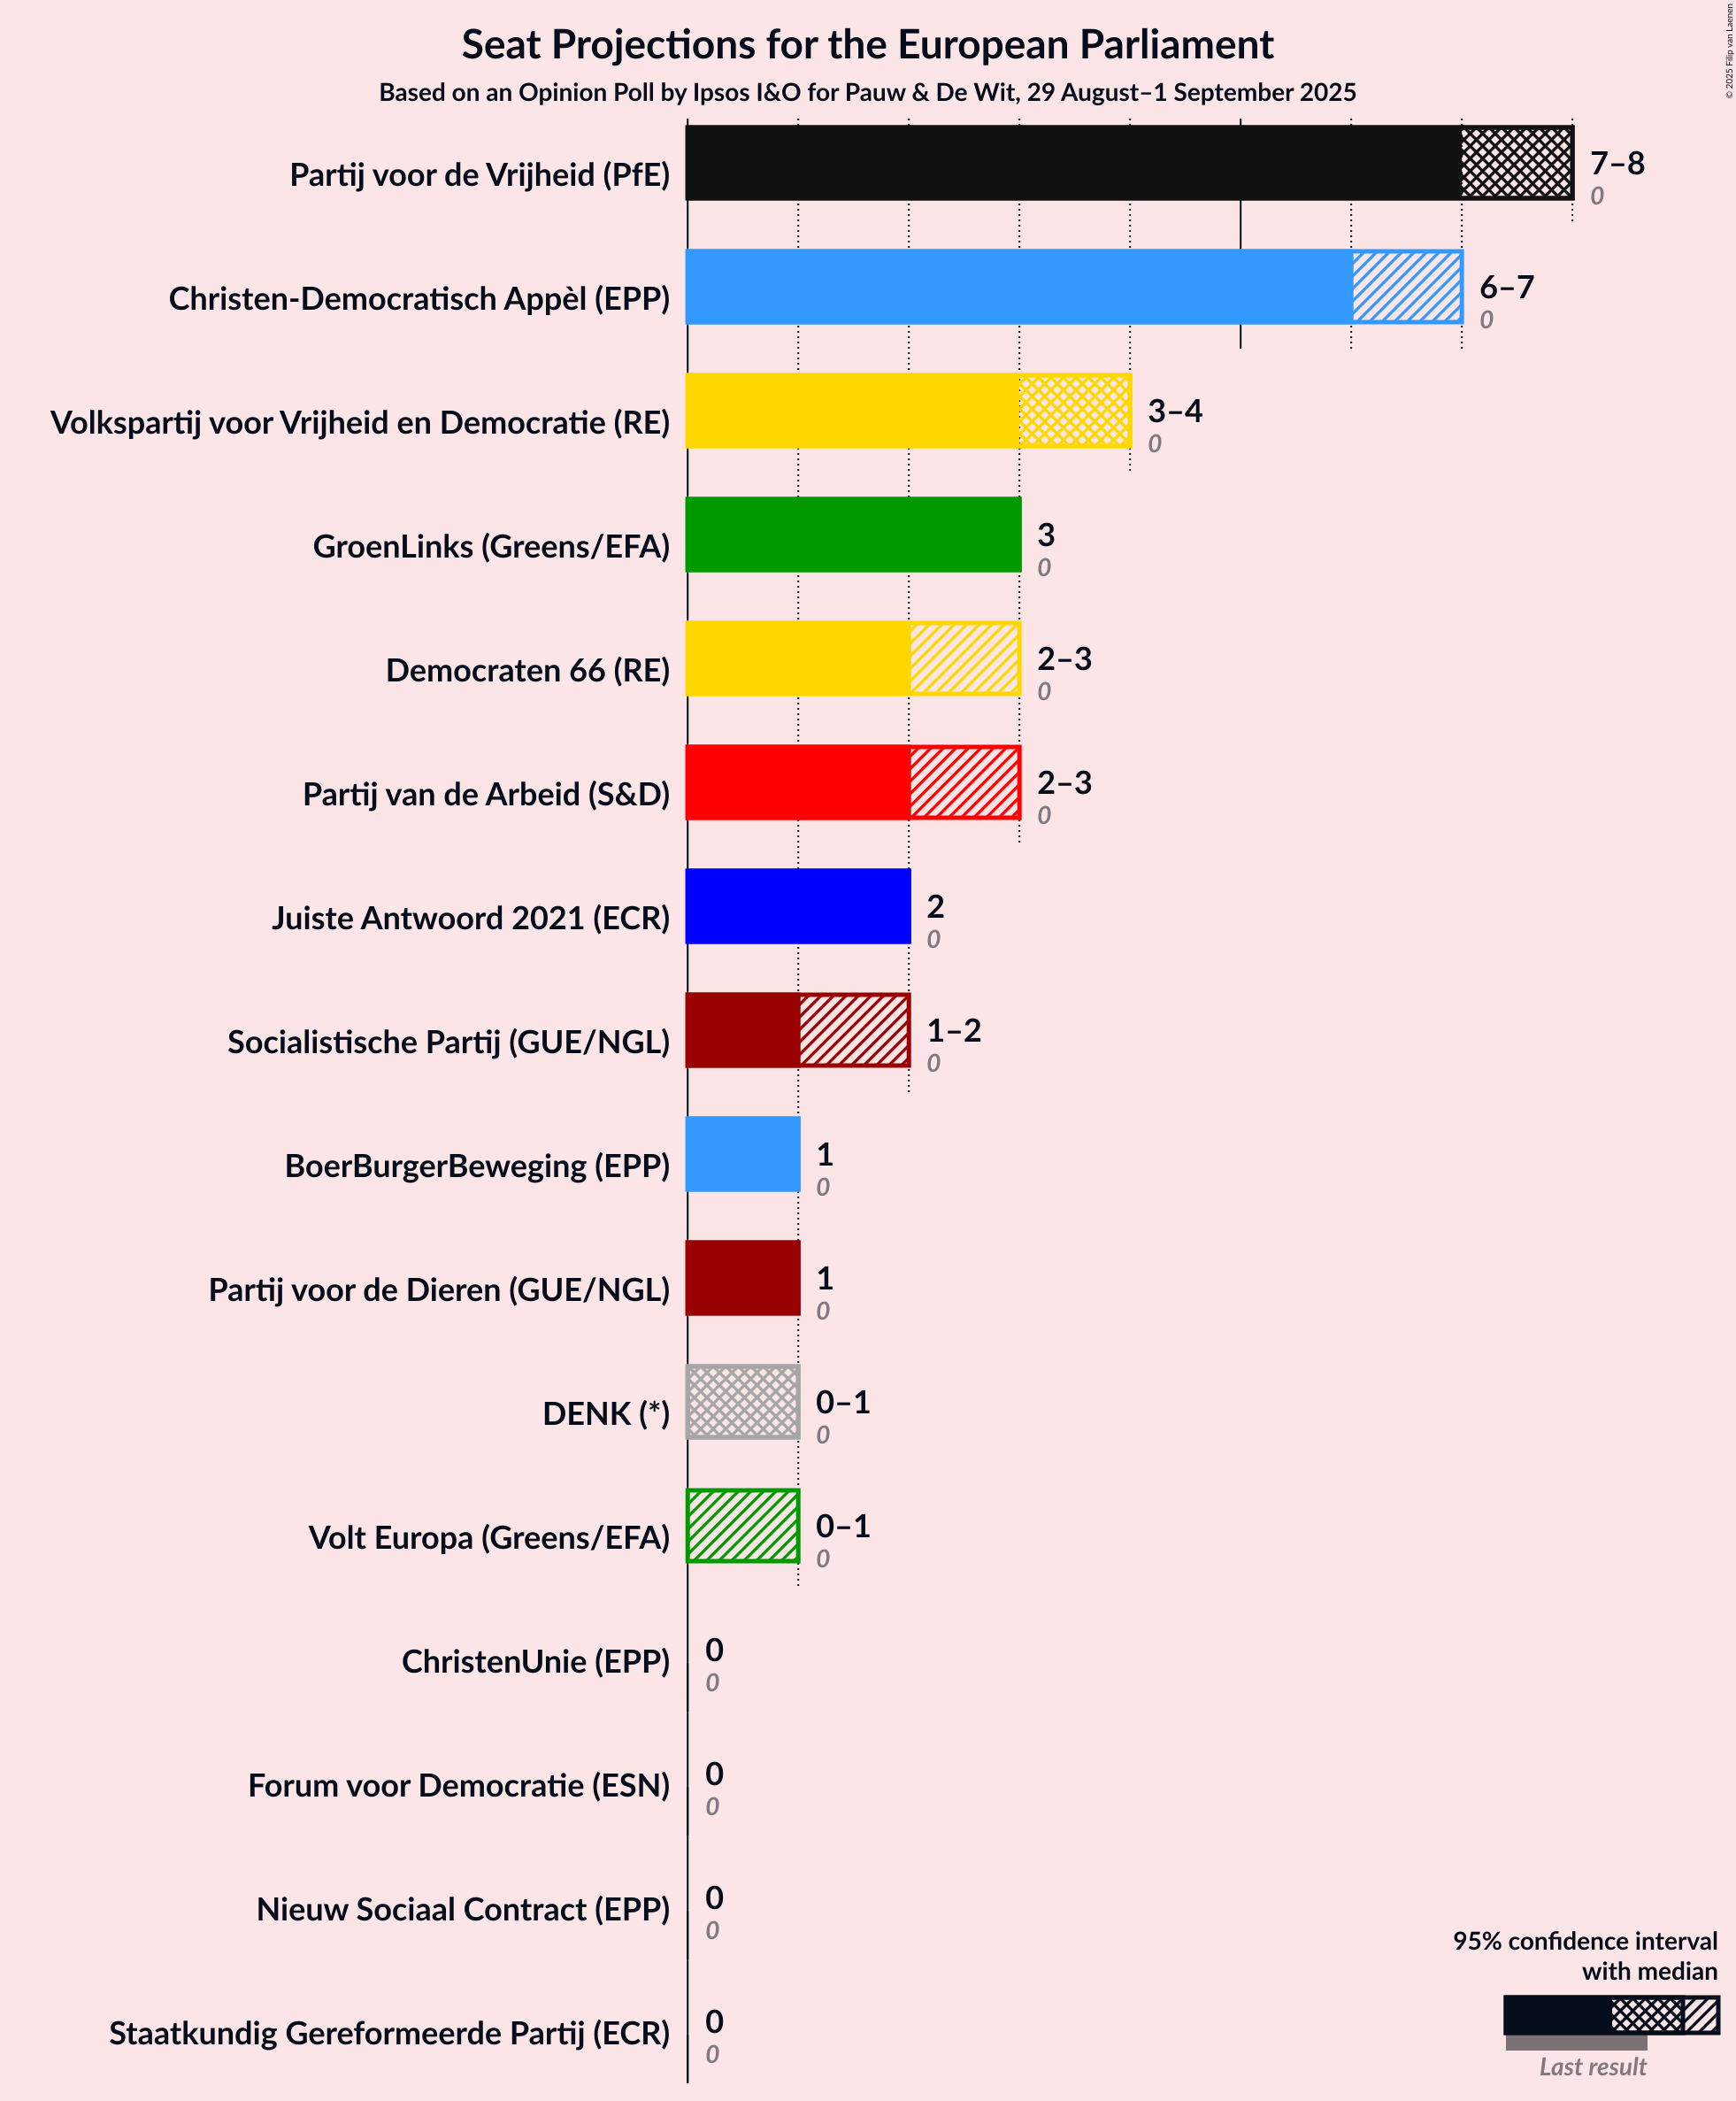 Seat Projections for the European Parliament
Based on an Opinion Poll by Ipsos I&O for Pauw & De Wit, 29 August–1 September 2025
© 2025 Filip van Laenen
Partij voor de Vrijheid (PfE)
7–8
0
Christen-Democratisch Appèl (EPP)
6–7
0
Volkspartij voor Vrijheid en Democratie (RE)
3–4
0
GroenLinks (Greens/EFA)
3
0
Democraten 66 (RE)
2–3
0
Partij van de Arbeid (S&D)
2–3
0
Juiste Antwoord 2021 (ECR)
2
0
Socialistische Partij (GUE/NGL)
1–2
0
BoerBurgerBeweging (EPP)
1
0
Partij voor de Dieren (GUE/NGL)
1
0
DENK (*)
0–1
0
Volt Europa (Greens/EFA)
0–1
0
ChristenUnie (EPP)
0
0
Forum voor Democratie (ESN)
0
0
Nieuw Sociaal Contract (EPP)
0
0
Staatkundig Gereformeerde Partij (ECR)
0
0
95% confidence interval
with median
Last result